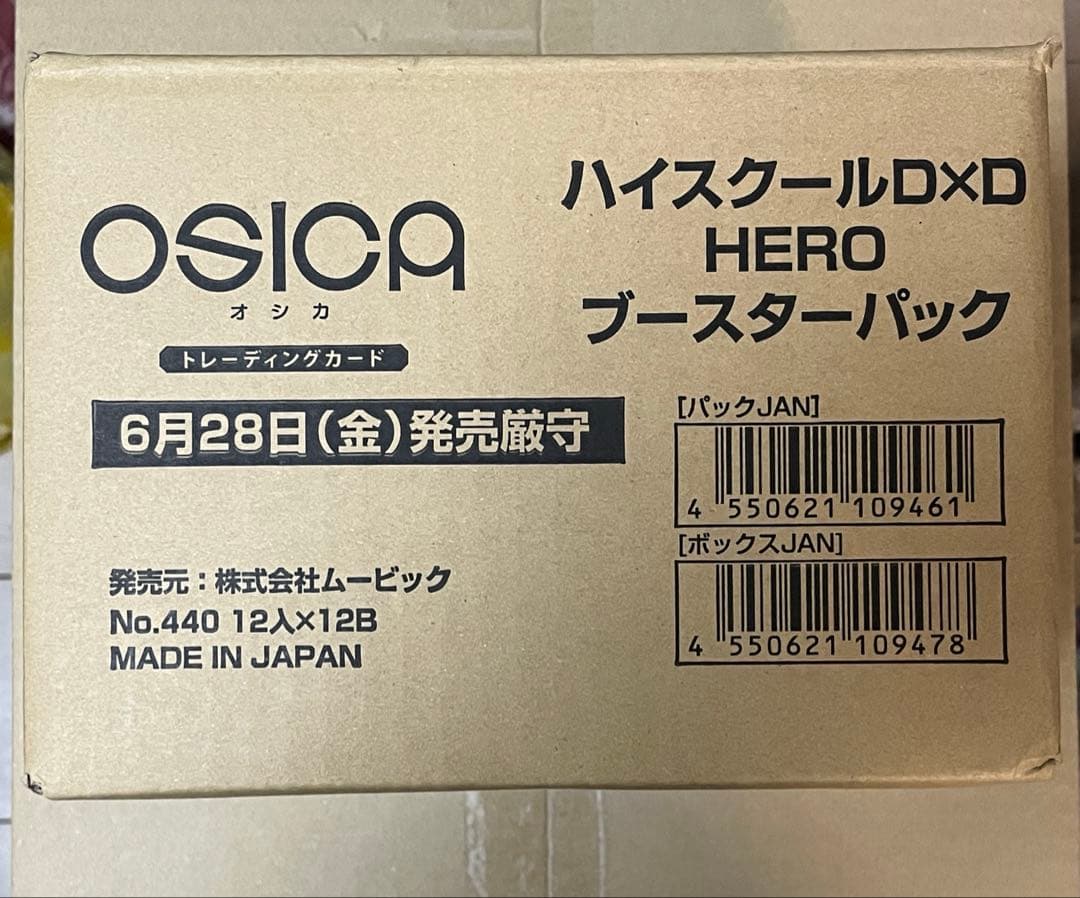 OSICA
オシカ
トレーディングカード
6月28日(金)発売厳守
発売元：株式会社ムービック
No.440 12入×12B
MADE IN JAPAN
ハイスクールD×D
HERO
ブースターパック
[パックJAN]
4 550621 109461
[ボックスJAN]
4 550621 109478